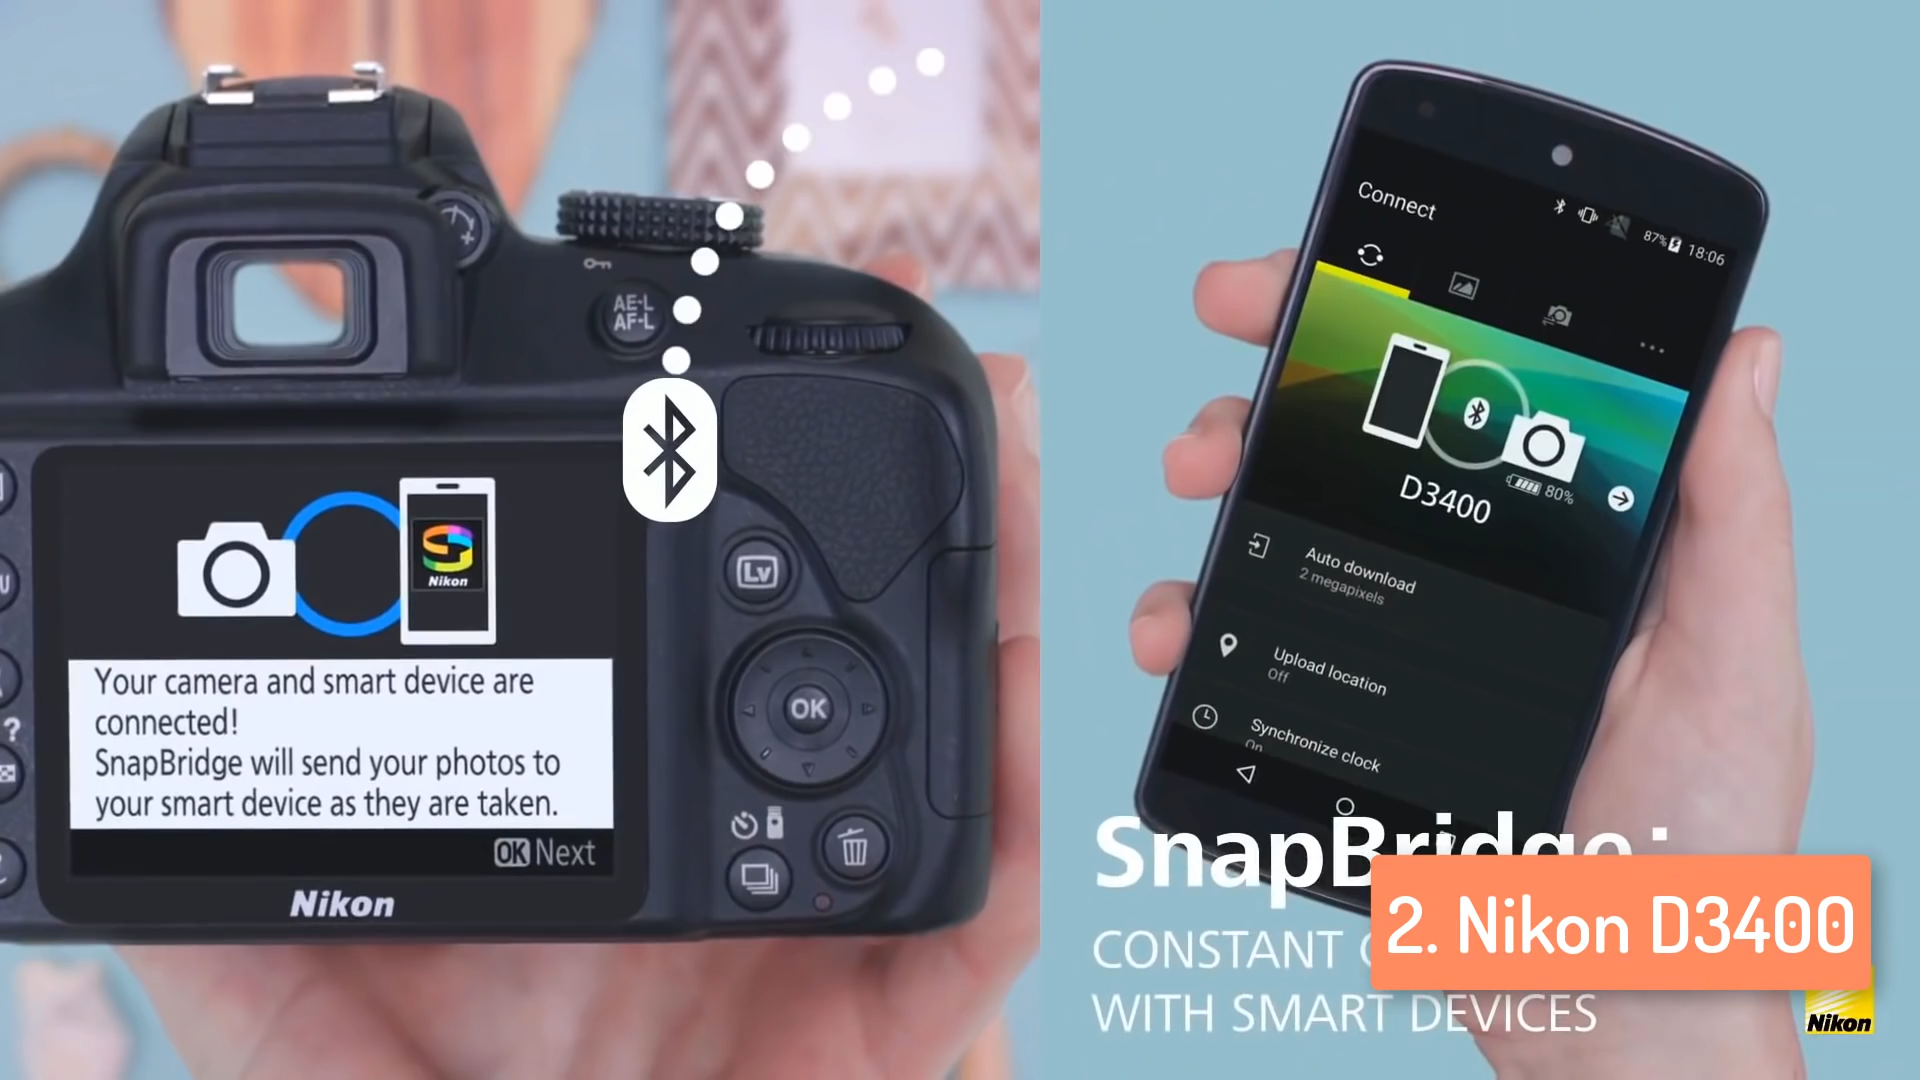 AE-L
AF-L
Lv
OK
?
Nikon
Your camera and smart device are
connected!
SnapBridge will send your photos to
your smart device as they are taken.
OK Next
Nikon
Connect
87%
18:06
80%
D3400
Auto download
2 megapixels
Upload location
Off
Synchronize clock
On
SnapBridge
2. Nikon D3400
CONSTANT
WITH SMART DEVICES
Nikon